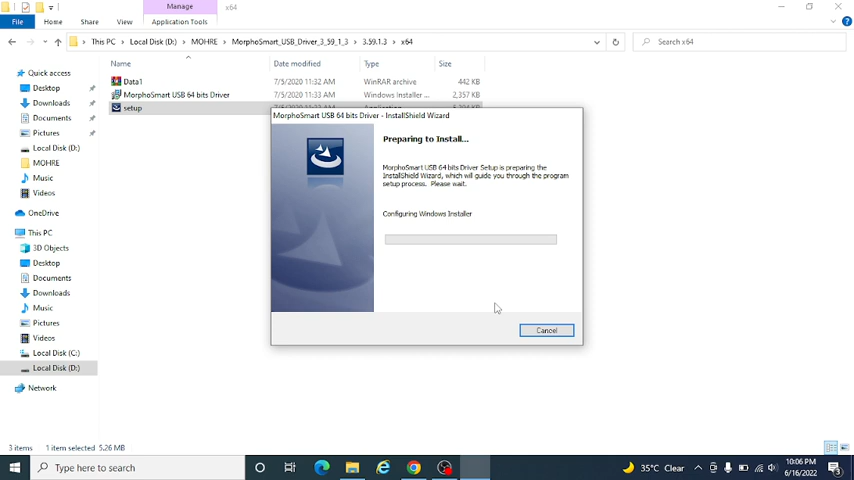 Manage
x64
File
Home
Share
View
Application Tools
This PC
Local Disk (D:)
MOHRE
MorphoSmart_USB_Driver_3_59_1_3
3.59.1.3
x64
Search x64
Name
Date modified
Type
Size
Quick access
Desktop
Downloads
Documents
Pictures
Local Disk (D:)
MOHRE
Music
Videos
OneDrive
This PC
3D Objects
Desktop
Documents
Downloads
Music
Pictures
Videos
Local Disk (C:)
Local Disk (D:)
Network
Data1
7/5/2020 11:32 AM
WinRAR archive
442 KB
MorphoSmart USB 64 bits Driver
7/5/2020 11:33 AM
Windows Installer ...
2,357 KB
setup
MorphoSmart USB 64 bits Driver - InstallShield Wizard
Preparing to Install...
MorphoSmart USB 64 bits Driver Setup is preparing the
InstallShield Wizard, which will guide you through the program
setup process. Please wait.
Configuring Windows Installer
Cancel
3 items
1 item selected 5.26 MB
Type here to search
35°C Clear
10:06 PM
6/16/2022
3